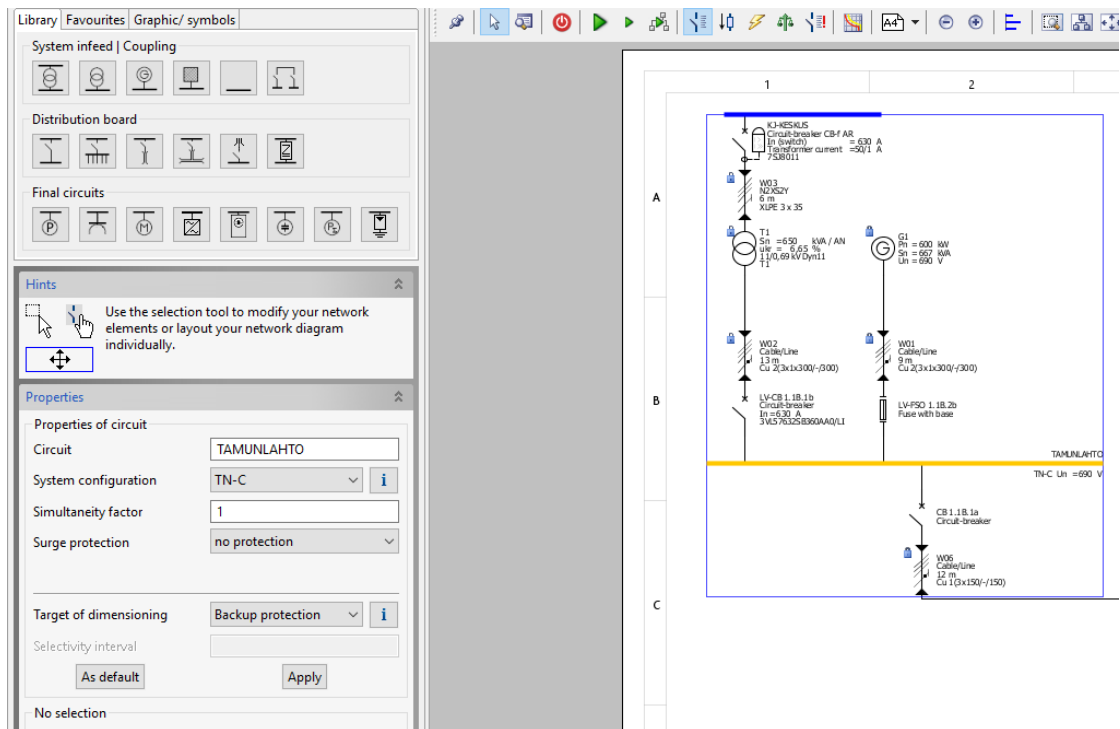 Library Favourites Graphic/ symbols
System infeed | Coupling
Distribution board
Final circuits
Hints
Use the selection tool to modify your network
elements or layout your network diagram
individually.
Properties
Properties of circuit
Circuit TAMUNLAHTO
System configuration TN-C i
Simultaneity factor 1
Surge protection no protection
Target of dimensioning Backup protection i
Selectivity interval
As default Apply
No selection
A4
1 2
A
B
C
KJ-KESKUS
Circuit-breaker CB-f AR
In (switch) = 630 A
Transformer current =50/1 A
7SJ8011
W03
N2XS2Y
6 m
XLPE 3 x 35
T1
Sn =650 kVA / AN
ukr = 6,65 %
11/0,69 kV Dyn11
T1
G
G1
Pn = 600 kW
Sn = 667 kVA
Un = 690 V
W02
Cable/Line
13 m
Cu 2(3x1x300/-/300)
W01
Cable/Line
9 m
Cu 2(3x1x300/-/300)
LV-CB 1.1B.1b
Circuit-breaker
In =630 A
3VL57632SB360AA0/LI
LV-FSO 1.1B.2b
Fuse with base
TAMUNLAHTO
TN-C Un =690 V
CB 1.1B.1a
Circuit-breaker
W06
Cable/Line
12 m
Cu 1(3x150/-/150)